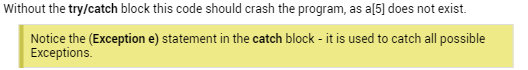 Without the try/catch block this code should crash the program, as a[5] does not exist.
Notice the (Exception e) statement in the catch block - it is used to catch all possible
Exceptions.